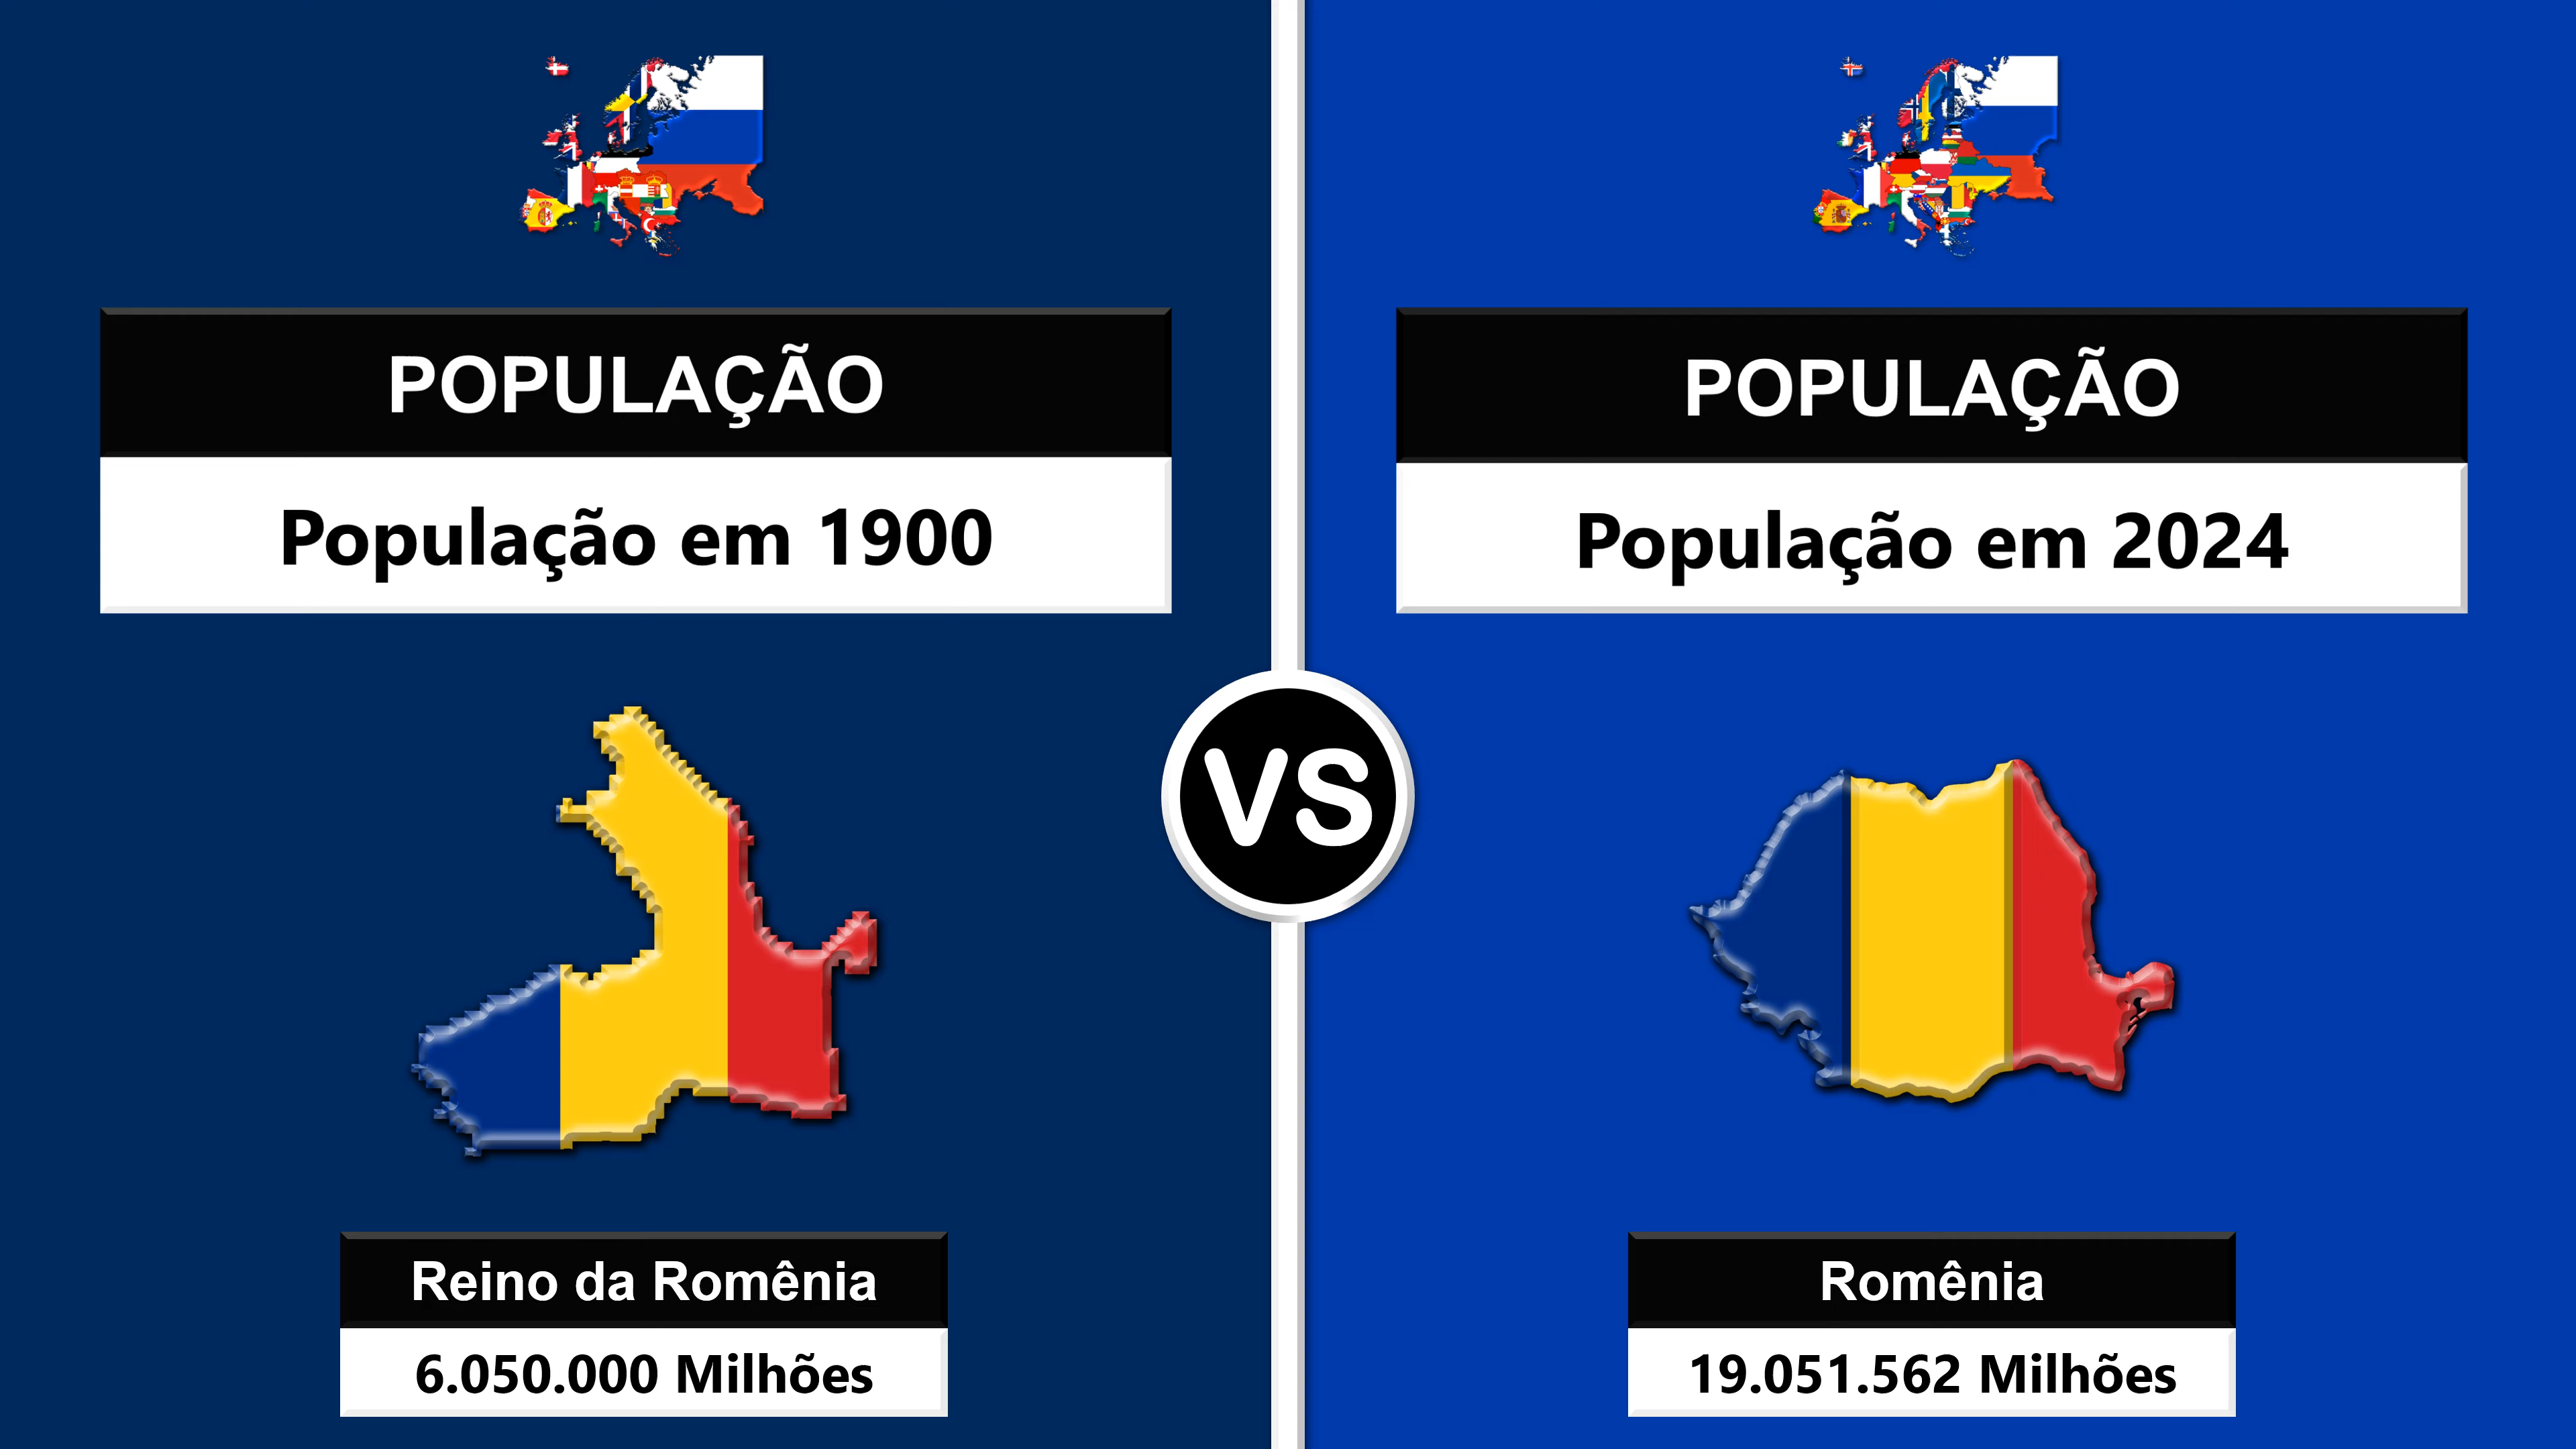 POPULAÇÃO
População em 1900
POPULAÇÃO
População em 2024
VS
Reino da Romênia
6.050.000 Milhões
Romênia
19.051.562 Milhões